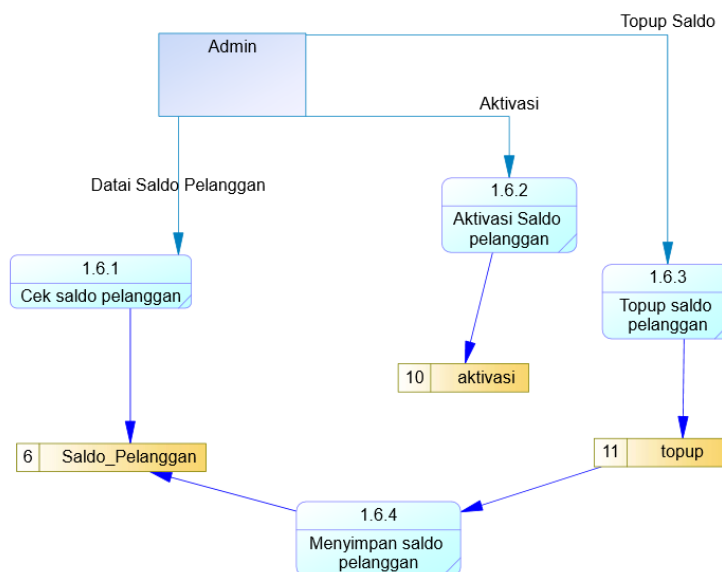 Topup Saldo
Admin
Aktivasi
Datai Saldo Pelanggan
1.6.2
Aktivasi Saldo
pelanggan
1.6.1
Cek saldo pelanggan
1.6.3
Topup saldo
pelanggan
10 aktivasi
6 Saldo_Pelanggan
11 topup
1.6.4
Menyimpan saldo
pelanggan